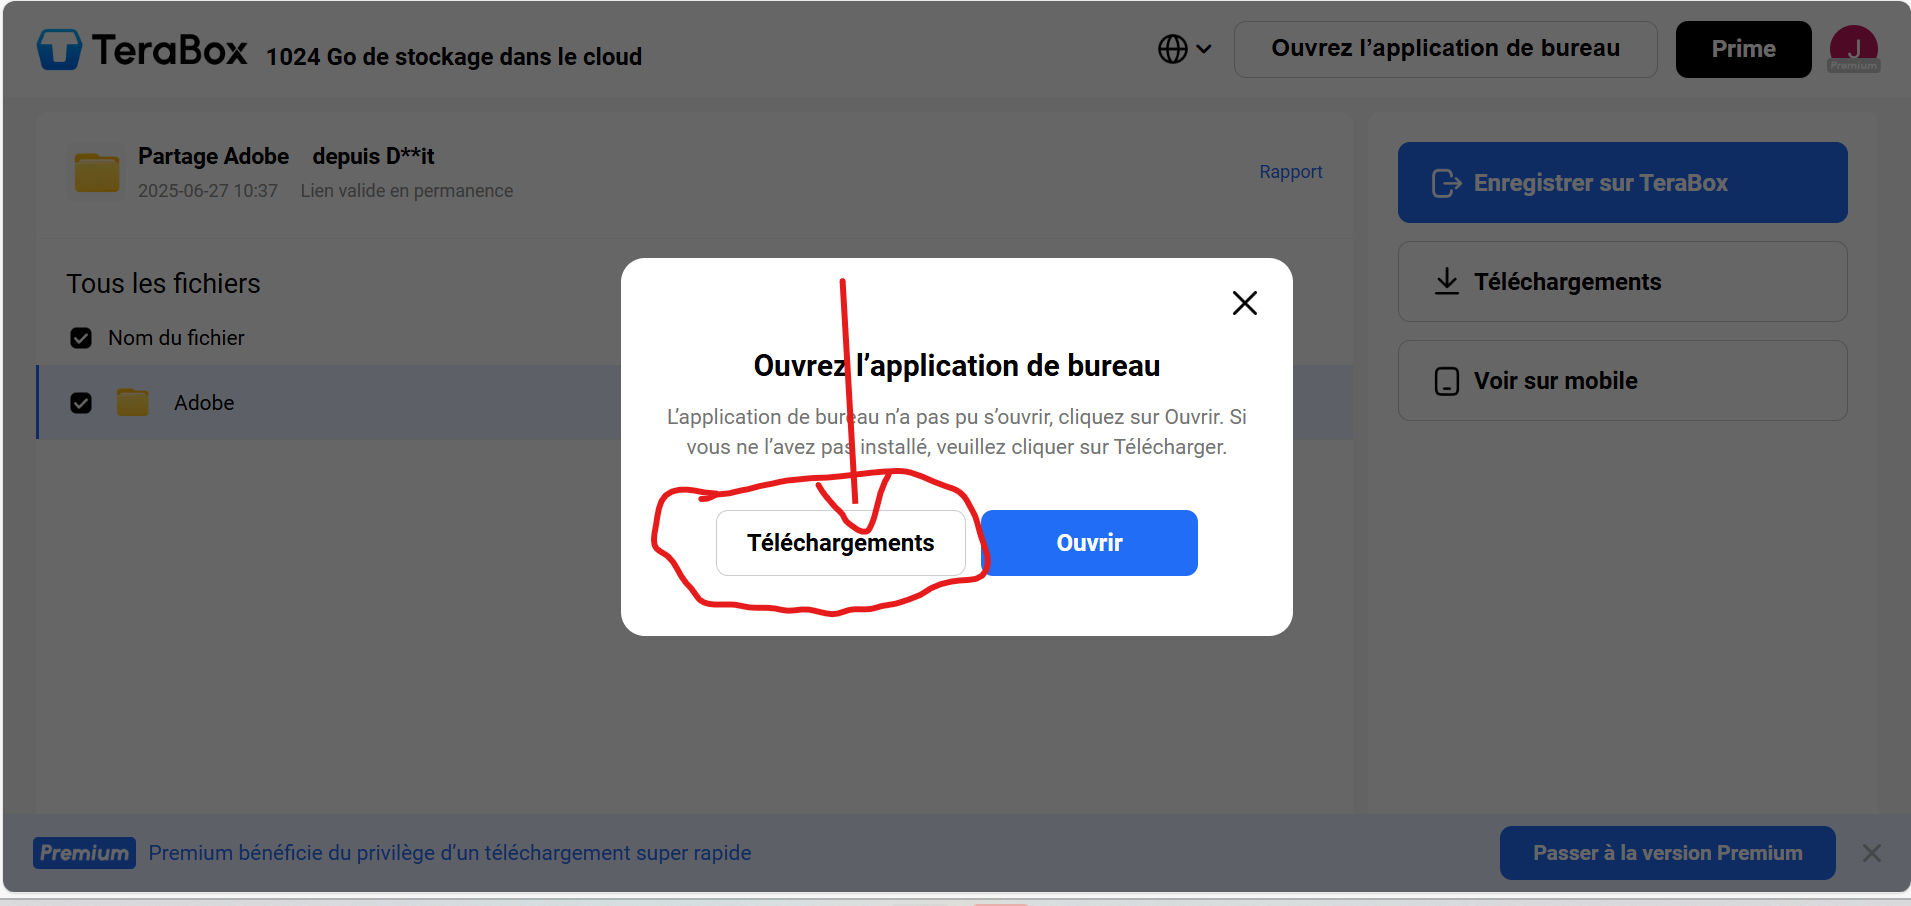 TeraBox 1024 Go de stockage dans le cloud
Ouvrez l’application de bureau
Prime
J
Premium
Partage Adobe depuis D**it
2025-06-27 10:37 Lien valide en permanence
Rapport
Enregistrer sur TeraBox
Téléchargements
Voir sur mobile
Tous les fichiers
Nom du fichier
Adobe
Ouvrez l’application de bureau
L’application de bureau n’a pas pu s’ouvrir, cliquez sur Ouvrir. Si
vous ne l’avez pas installé, veuillez cliquer sur Télécharger.
Téléchargements
Ouvrir
Premium Premium bénéficie du privilège d’un téléchargement super rapide
Passer à la version Premium